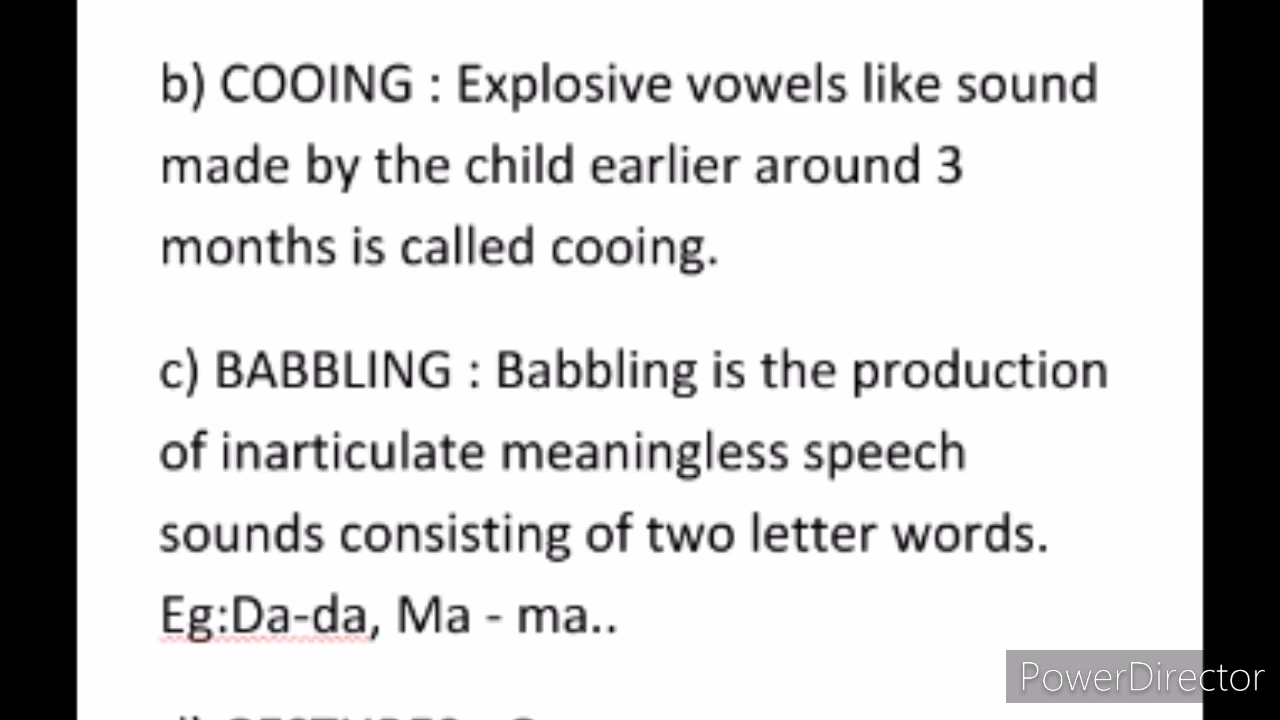 b) COOING : Explosive vowels like sound
made by the child earlier around 3
months is called cooing.
c) BABBLING : Babbling is the production
of inarticulate meaningless speech
sounds consisting of two letter words.
Eg:Da-da, Ma - ma..
PowerDirector